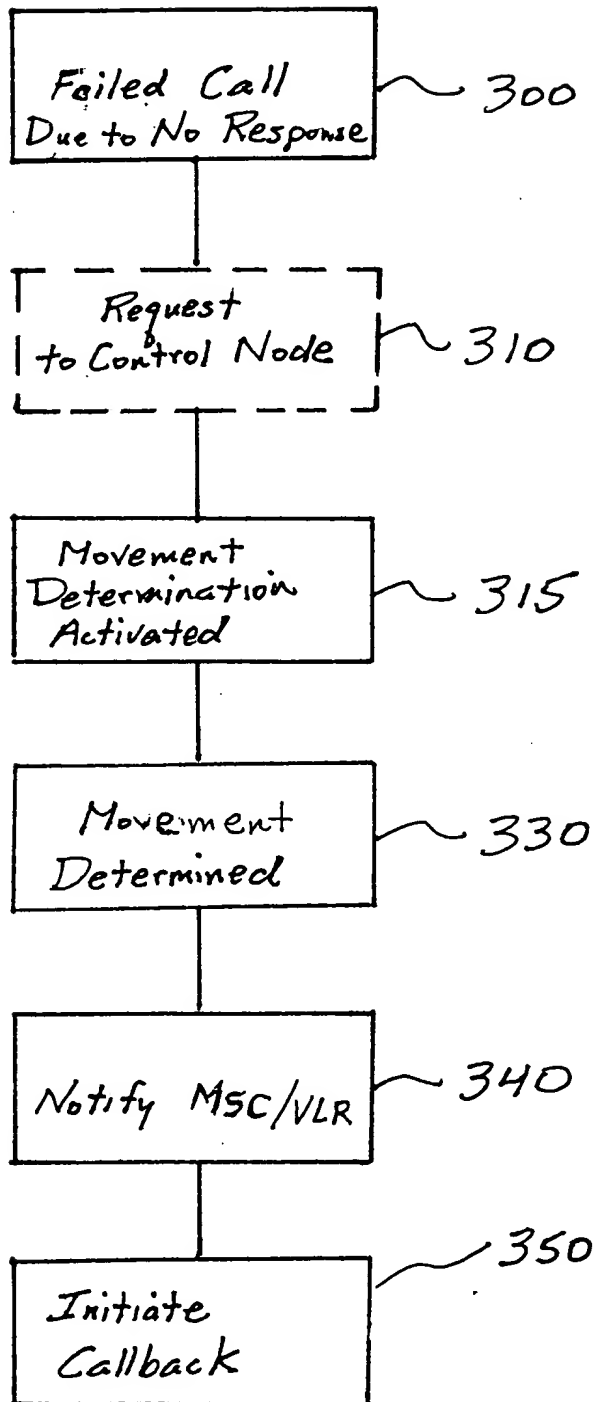 Failed Call
Due to No Response
300
Request
to Control Node
310
Movement
Determination
Activated
315
Movement
Determined
330
Notify MSC/VLR
340
Initiate
Callback
350